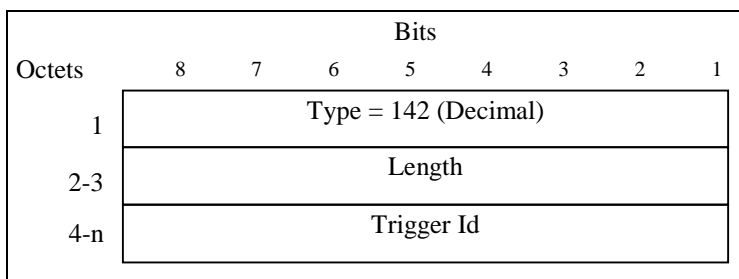 Bits
Octets 8 7 6 5 4 3 2 1
1 Type = 142 (Decimal)
2-3 Length
4-n Trigger Id